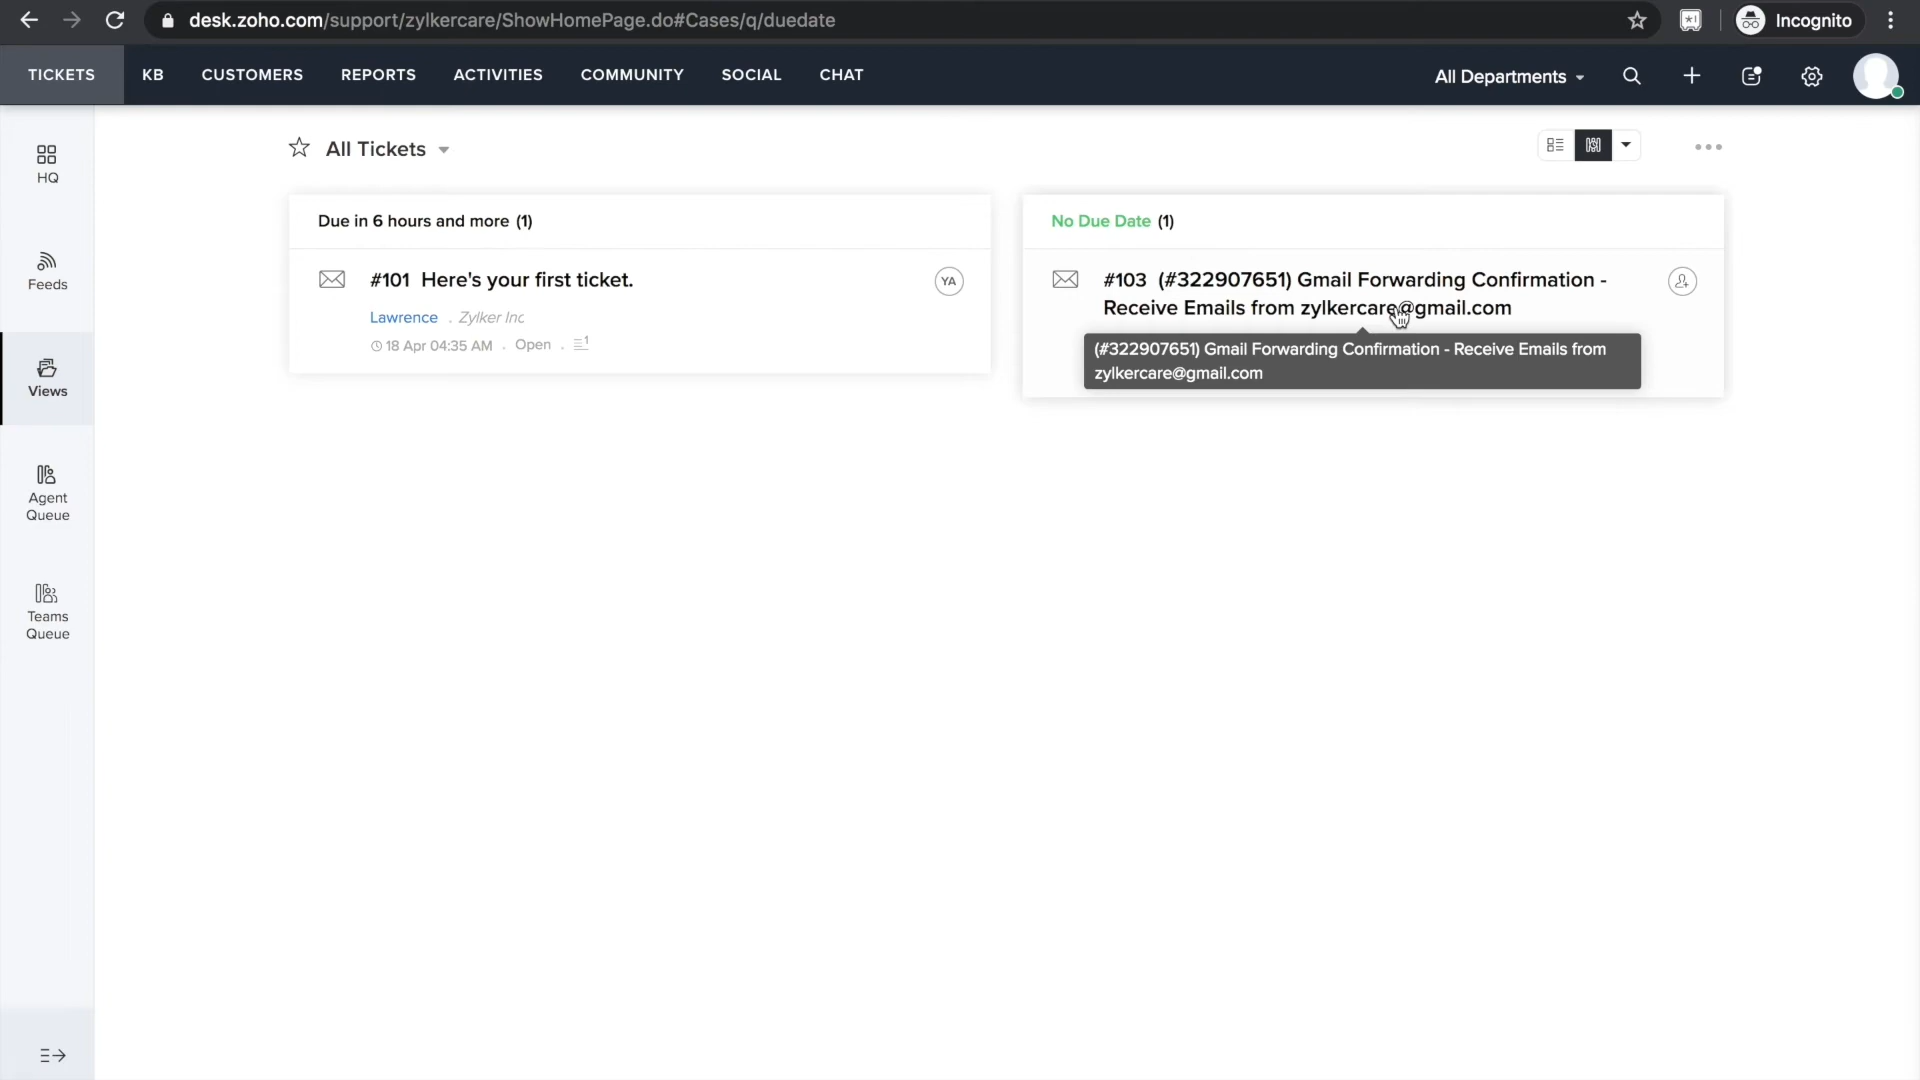 desk.zoho.com/support/zylkercare/ShowHomePage.do#Cases/q/duedate
Incognito
TICKETS
KB
CUSTOMERS
REPORTS
ACTIVITIES
COMMUNITY
SOCIAL
CHAT
All Departments
HQ
Feeds
Views
Agent
Queue
Teams
Queue
All Tickets
Due in 6 hours and more (1)
#101 Here's your first ticket.
YA
Lawrence . Zylker Inc
18 Apr 04:35 AM . Open . 1
No Due Date (1)
#103 (#322907651) Gmail Forwarding Confirmation -
Receive Emails from zylkercare@gmail.com
(#322907651) Gmail Forwarding Confirmation - Receive Emails from
zylkercare@gmail.com